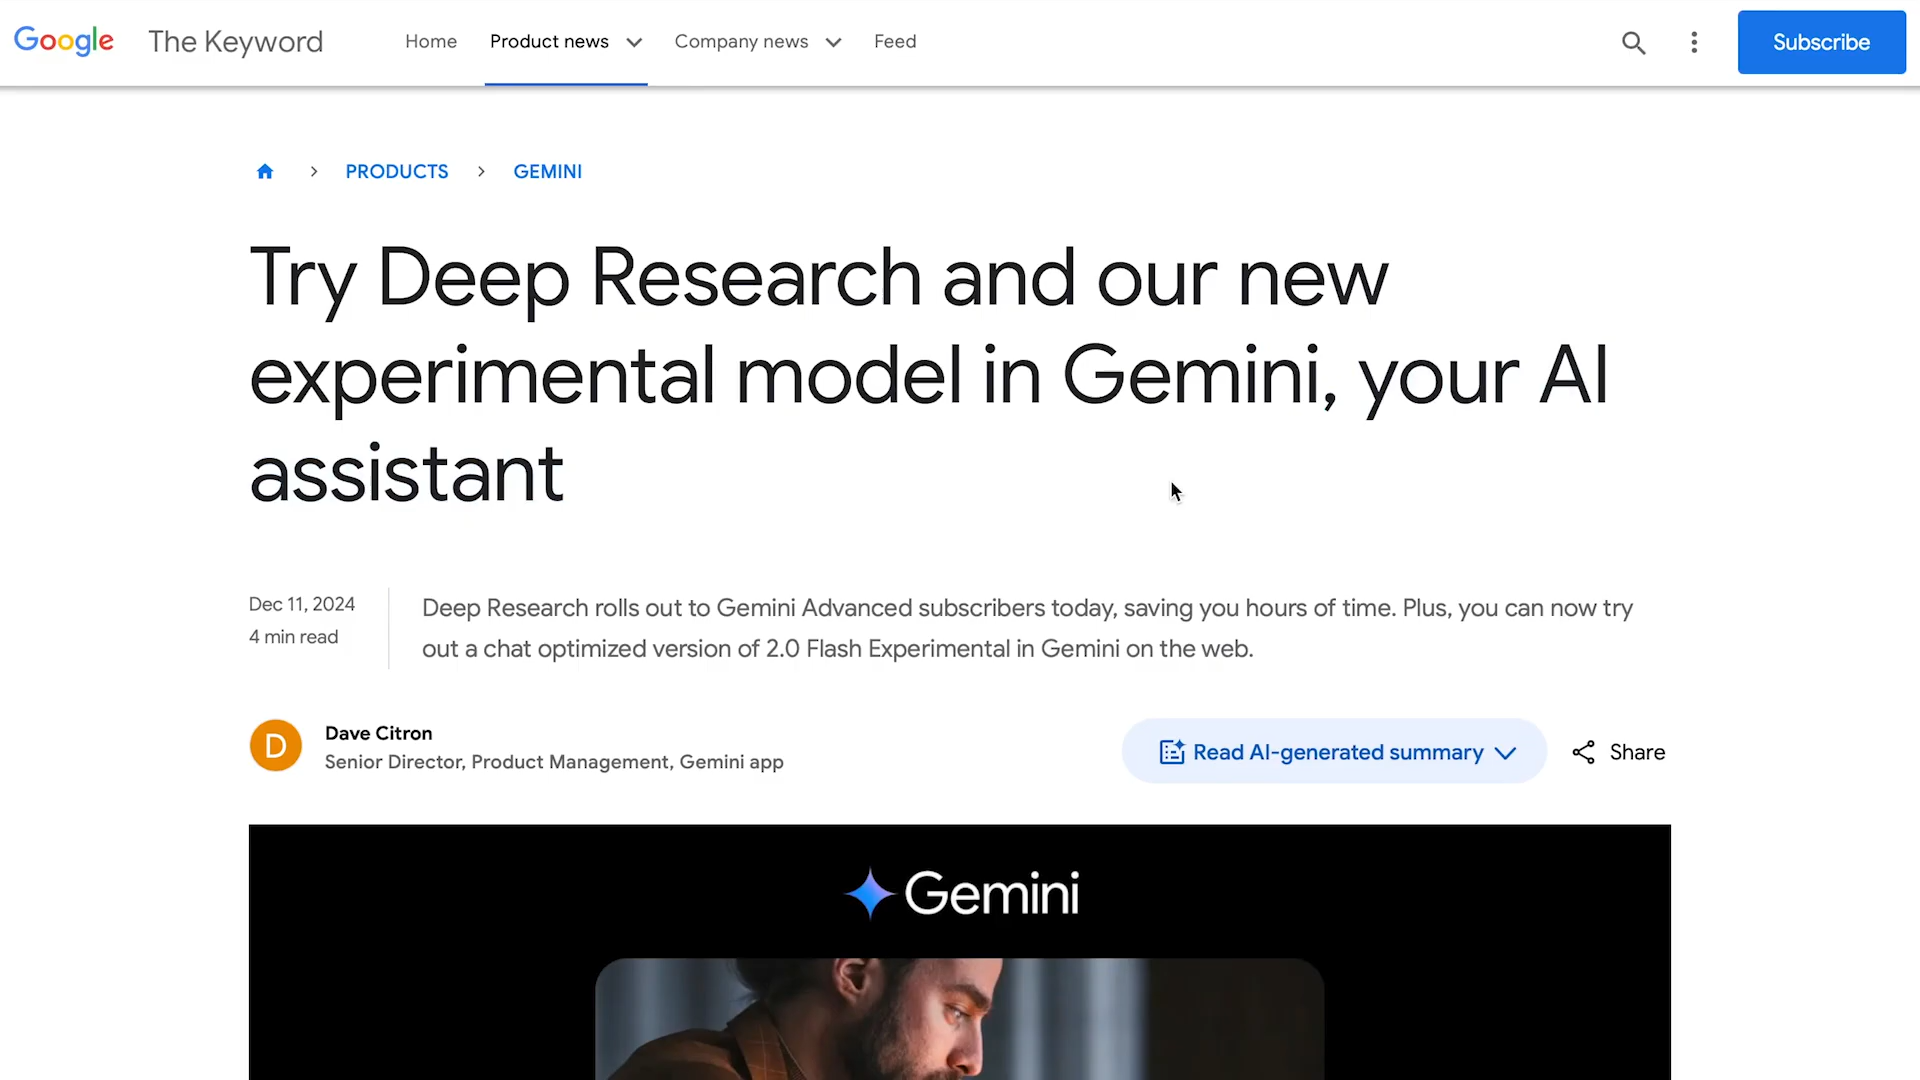 Google The Keyword Home Product news Company news Feed Subscribe
PRODUCTS > GEMINI
Try Deep Research and our new
experimental model in Gemini, your AI
assistant
Dec 11, 2024
4 min read
Deep Research rolls out to Gemini Advanced subscribers today, saving you hours of time. Plus, you can now try
out a chat optimized version of 2.0 Flash Experimental in Gemini on the web.
D
Dave Citron
Senior Director, Product Management, Gemini app
Read AI-generated summary
Share
Gemini